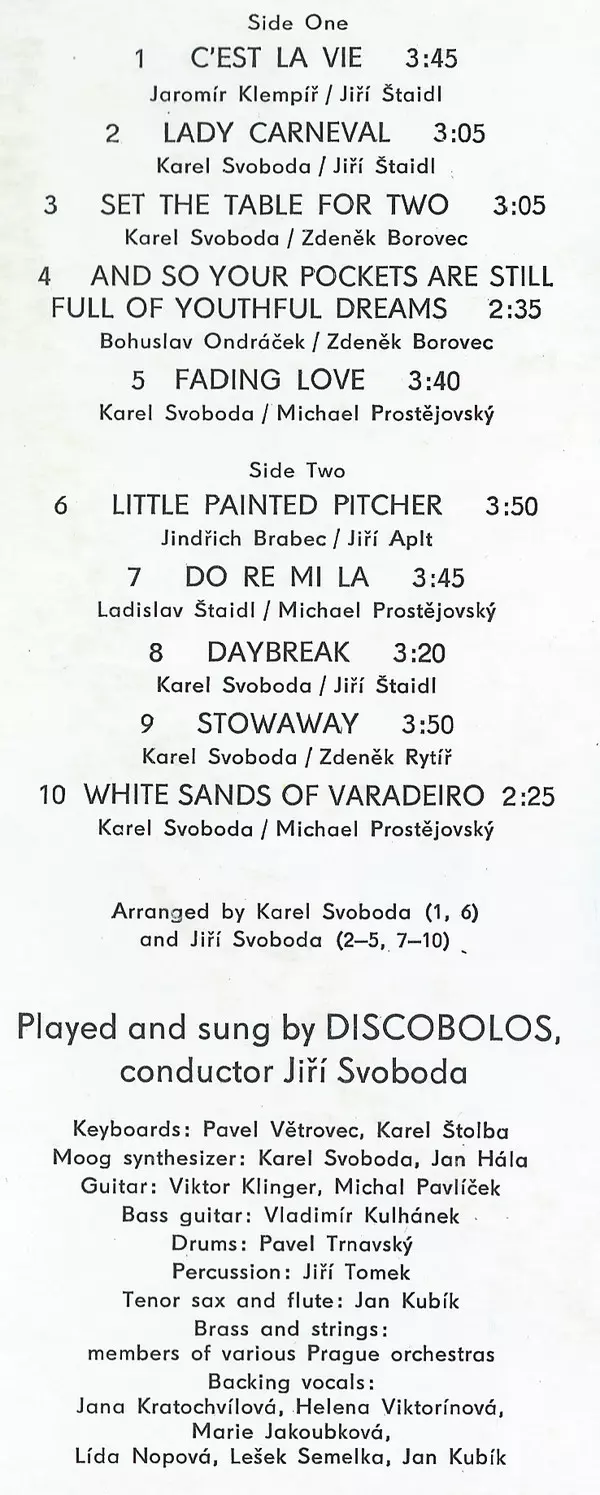 Side One
1 C'EST LA VIE 3:45
Jaromír Klempíř / Jiří Štaidl
2 LADY CARNEVAL 3:05
Karel Svoboda / Jiří Štaidl
3 SET THE TABLE FOR TWO 3:05
Karel Svoboda / Zdeněk Borovec
4 AND SO YOUR POCKETS ARE STILL
FULL OF YOUTHFUL DREAMS 2:35
Bohuslav Ondráček / Zdeněk Borovec
5 FADING LOVE 3:40
Karel Svoboda / Michael Prostějovský
Side Two
6 LITTLE PAINTED PITCHER 3:50
Jindřich Brabec / Jiří Aplt
7 DO RE MI LA 3:45
Ladislav Štaidl / Michael Prostějovský
8 DAYBREAK 3:20
Karel Svoboda / Jiří Štaidl
9 STOWAWAY 3:50
Karel Svoboda / Zdeněk Rytíř
10 WHITE SANDS OF VARADEIRO 2:25
Karel Svoboda / Michael Prostějovský
Arranged by Karel Svoboda (1, 6)
and Jiří Svoboda (2–5, 7–10)
Played and sung by DISCOBOLOS,
conductor Jiří Svoboda
Keyboards: Pavel Větrovec, Karel Štolba
Moog synthesizer: Karel Svoboda, Jan Hála
Guitar: Viktor Klinger, Michal Pavlíček
Bass guitar: Vladimír Kulhánek
Drums: Pavel Trnavský
Percussion: Jiří Tomek
Tenor sax and flute: Jan Kubík
Brass and strings:
members of various Prague orchestras
Backing vocals:
Jana Kratochvílová, Helena Viktorínová,
Marie Jakoubková,
Lída Nopová, Lešek Semelka, Jan Kubík